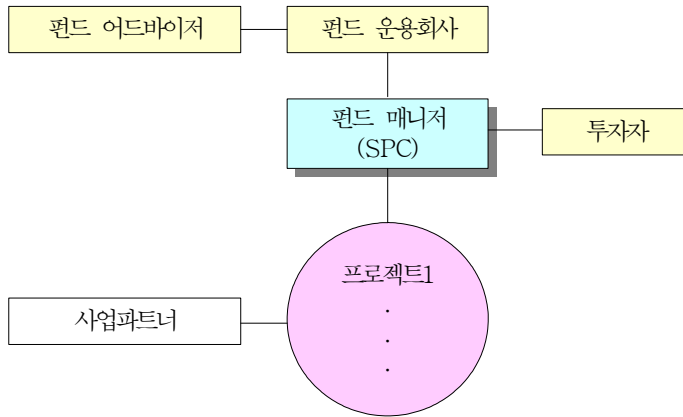 펀드 어드바이저
펀드 운용회사
펀드 매니저
(SPC)
투자자
프로젝트1
.
.
.
사업파트너